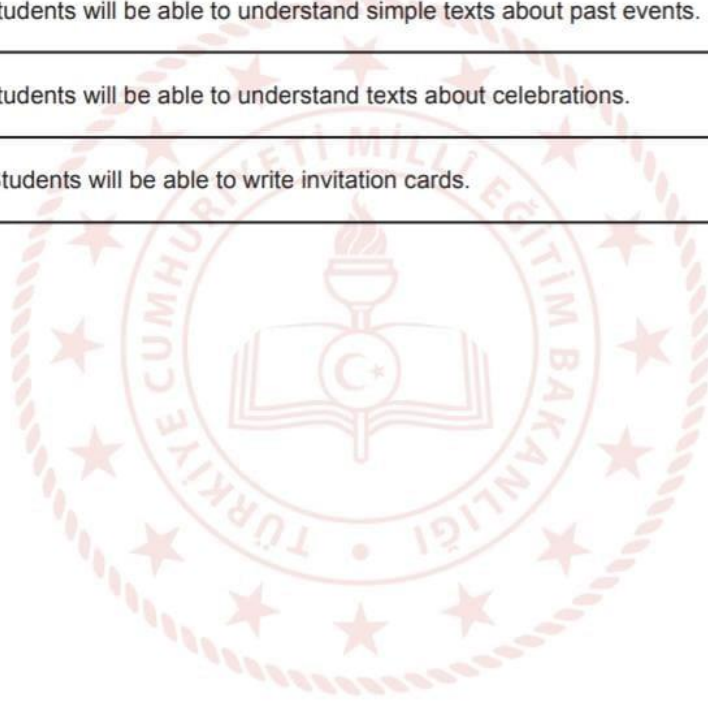 tudents will be able to understand simple texts about past events.
tudents will be able to understand texts about celebrations.
tudents will be able to write invitation cards.
TÜRKİYE CUMHURİYETİ MİLLÎ EĞİTİM BAKANLIĞI